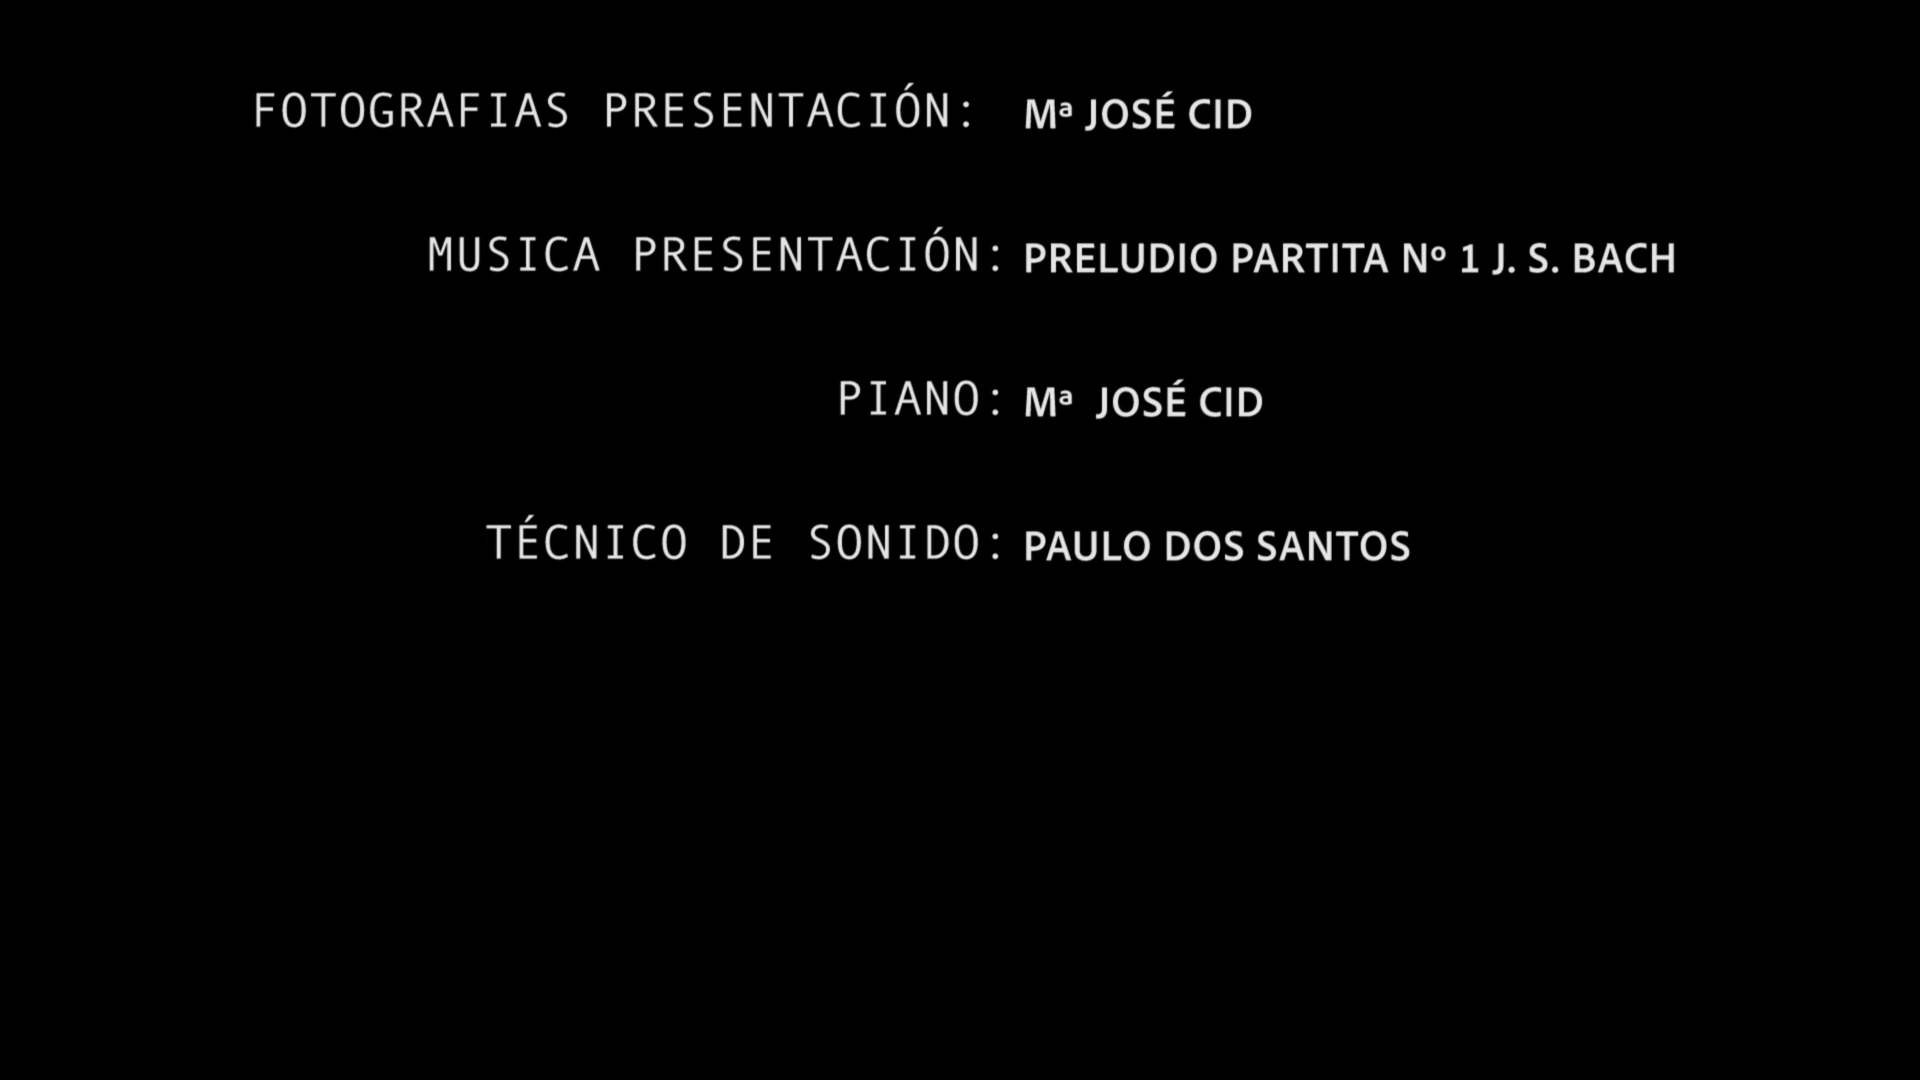 FOTOGRAFIAS PRESENTACIÓN: Mª JOSÉ CID
MUSICA PRESENTACIÓN: PRELUDIO PARTITA Nº 1 J. S. BACH
PIANO: Mª JOSÉ CID
TÉCNICO DE SONIDO: PAULO DOS SANTOS